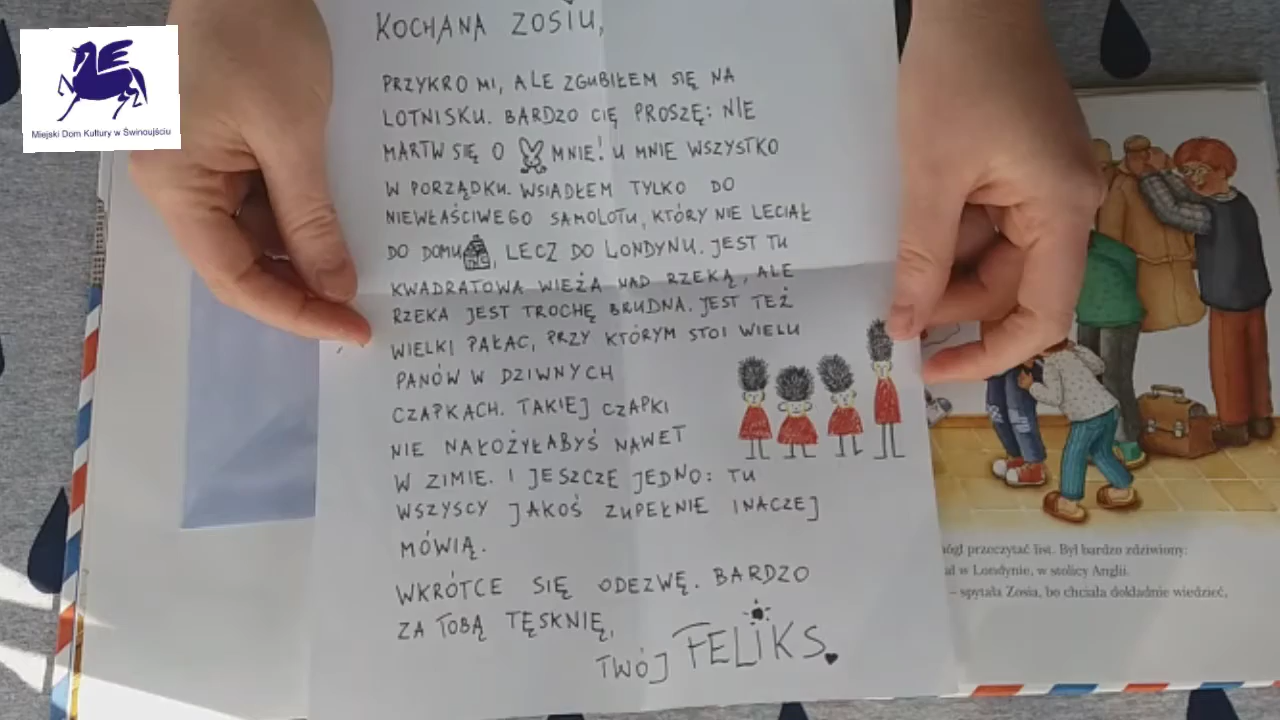 Miejski Dom Kultury w Świnoujściu
KOCHANA ZOSIU,
PRZYKRO MI, ALE ZGUBIŁEM SIĘ NA
LOTNISKU. BARDZO CIĘ PROSZĘ: NIE
MARTW SIĘ O MNIE! U MNIE WSZYSTKO
W PORZĄDKU. WSIADŁEM TYLKO DO
NIEWŁAŚCIWEGO SAMOLOTU, KTÓRY NIE LECIAŁ
DO DOMU, LECZ DO LONDYNU. JEST TU
KWADRATOWA WIEŻA NAD RZEKĄ, ALE
RZEKA JEST TROCHĘ BRUDNA. JEST TEŻ
WIELKI PAŁAC, PRZY KTÓRYM STOI WIELU
PANÓW W DZIWNYCH
CZAPKACH. TAKIEJ CZAPKI
NIE NAŁOŻYŁABYŚ NAWET
W ZIMIE. I JESZCZE JEDNO: TU
WSZYSCY JAKOŚ ZUPEŁNIE INACZEJ
MÓWIĄ.
WKRÓTCE SIĘ ODEZWĘ. BARDZO
ZA TOBĄ TĘSKNIĘ,
TWÓJ FELIKS
przeczytać list. Był bardzo zdziwiony:
w Londynie, w stolicy Anglii.
– spytała Zosia, bo chciała dokładnie wiedzieć,